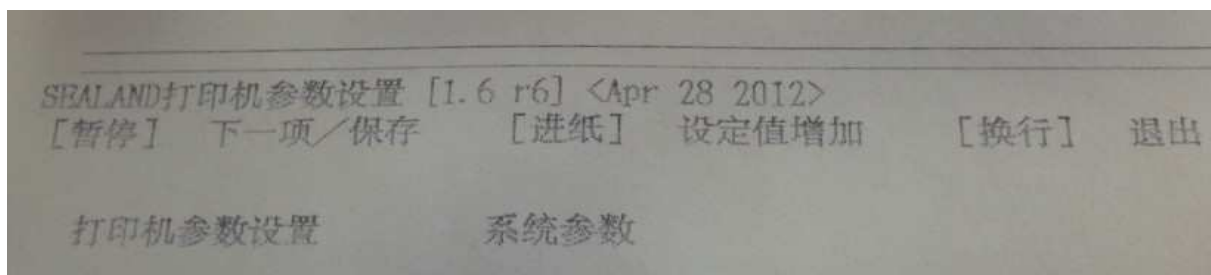 SEALAND打印机参数设置 [1.6 r6] <Apr 28 2012>
[暂停] 下一项／保存 [进纸] 设定值增加 [换行] 退出
打印机参数设置 系统参数